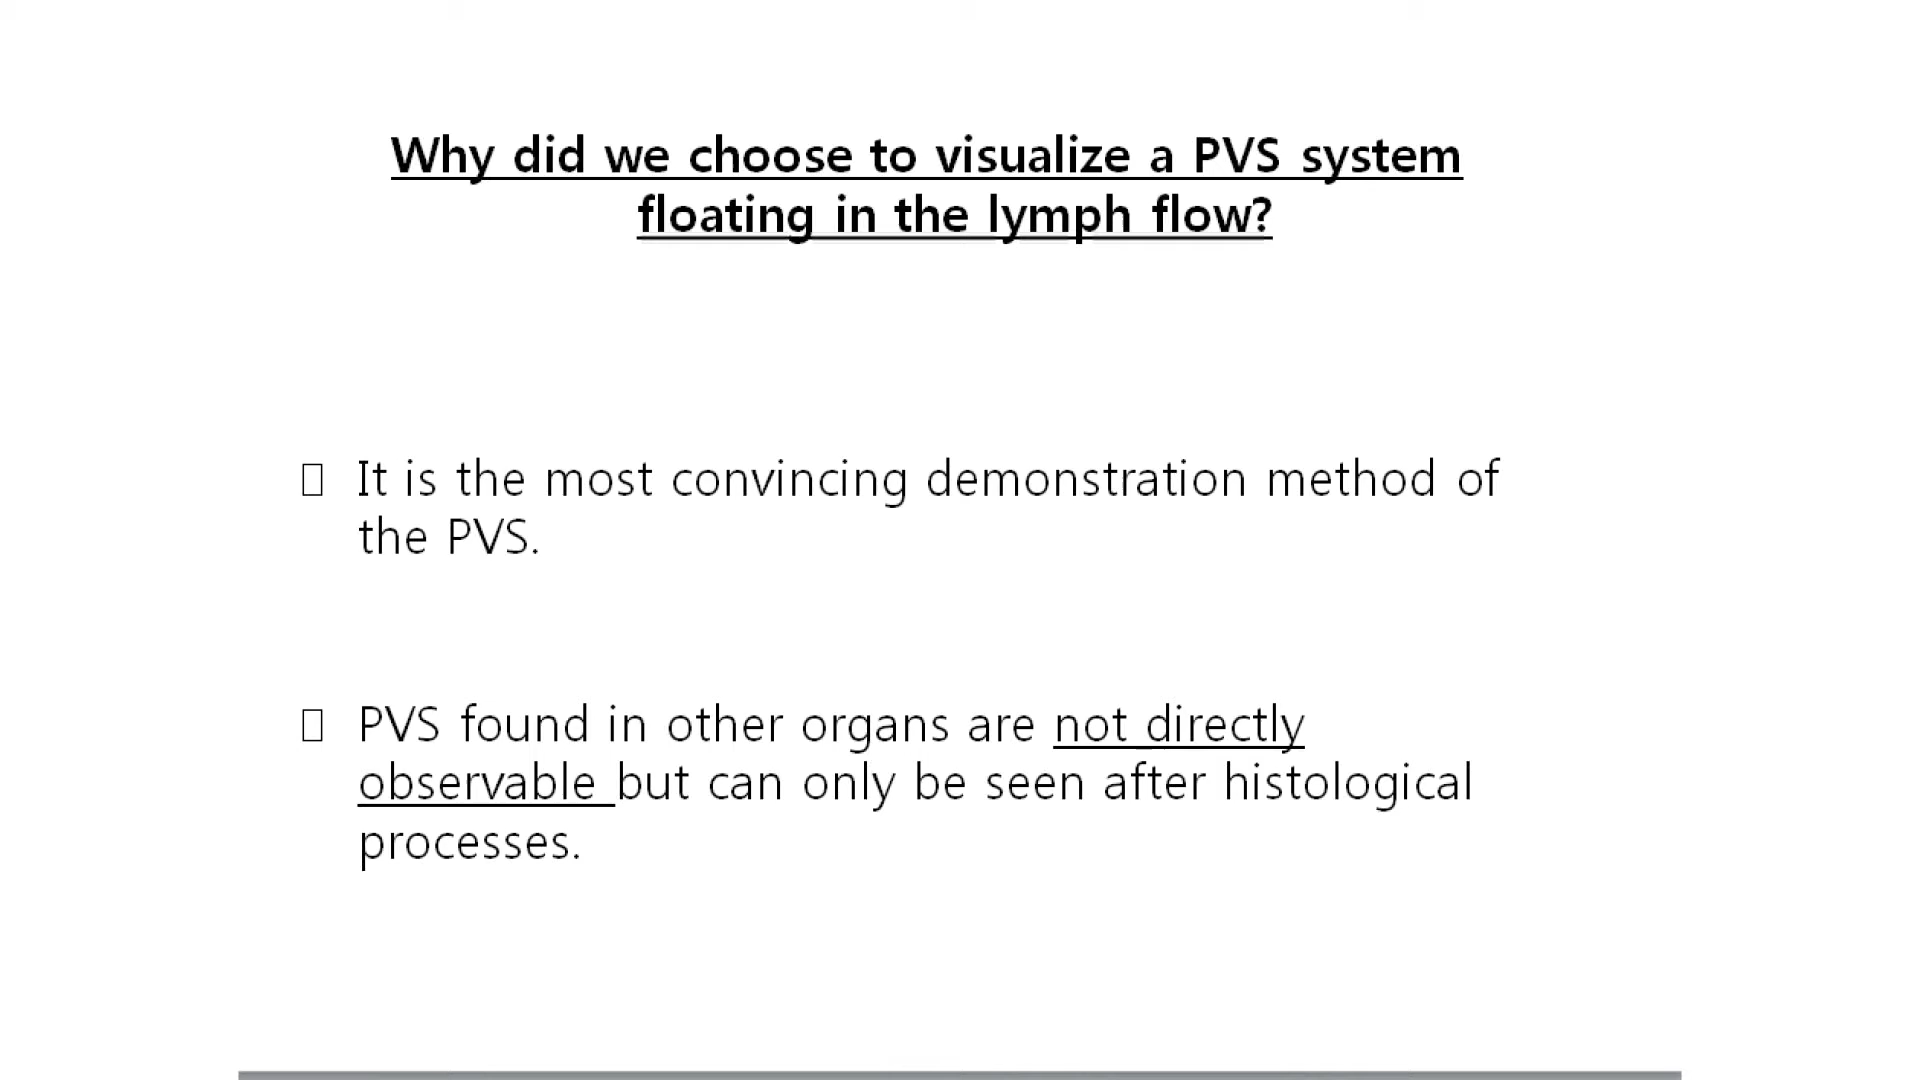 Why did we choose to visualize a PVS system
floating in the lymph flow?
It is the most convincing demonstration method of
the PVS.
PVS found in other organs are not directly
observable but can only be seen after histological
processes.